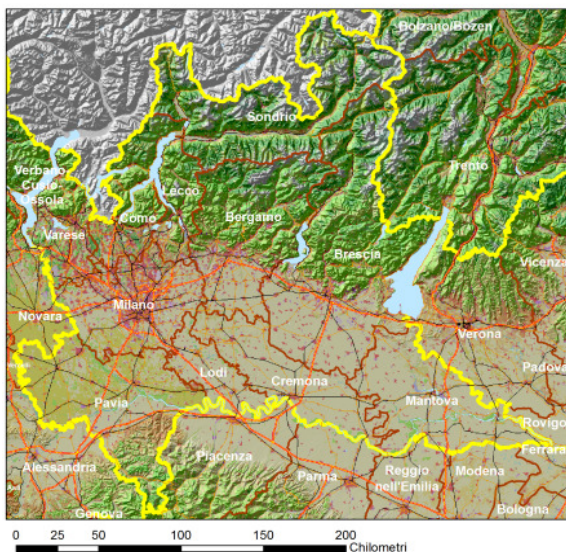 Bolzano/Bozen
Sondrio
Trento
Verbano
Cusio
Ossola
Lecco
Como
Bergamo
Varese
Brescia
Vicenza
Milano
Novara
Verona
Lodi
Cremona
Padova
Pavia
Mantova
Rovigo
Ferrara
Piacenza
Alessandria
Parma
Reggio
nell'Emilia
Modena
Genova
Bologna
0 25 50 100 150 200
Chilometri